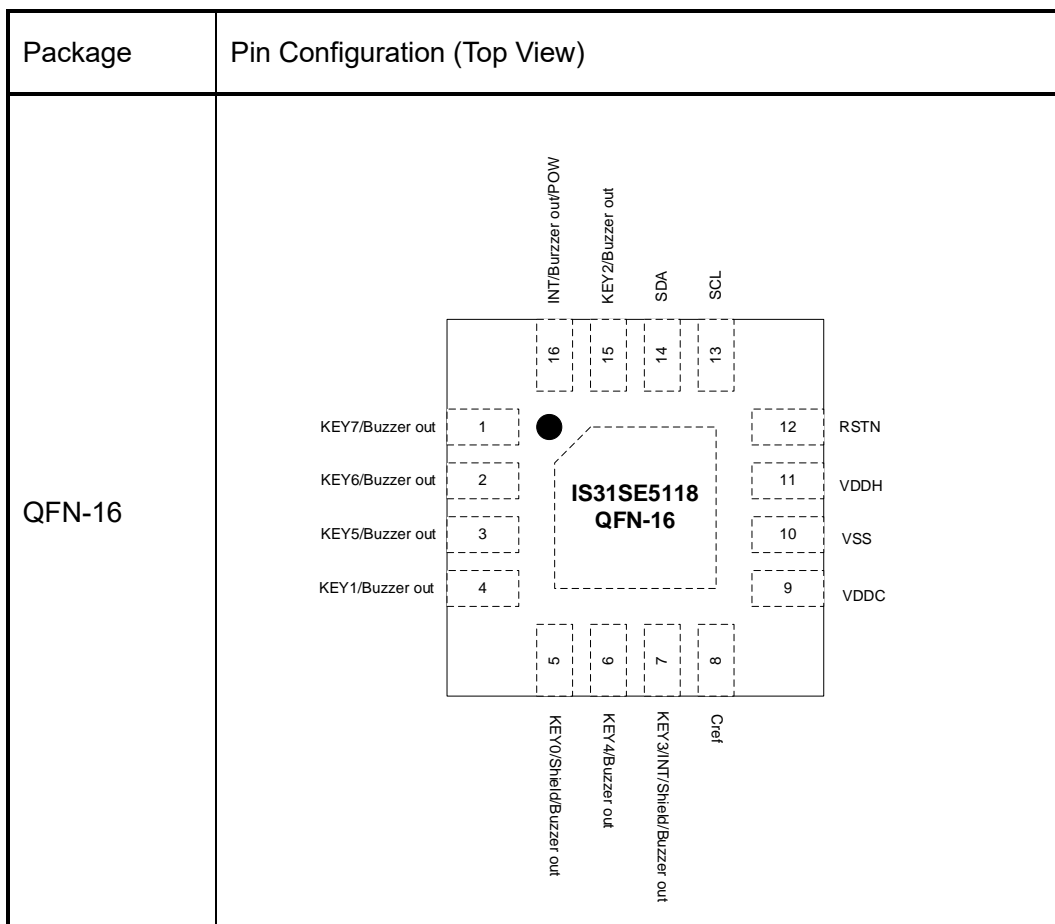 Package
Pin Configuration (Top View)
QFN-16
INT/Burzzer out/POW
KEY2/Buzzer out
SDA
SCL
16
15
14
13
KEY7/Buzzer out
1
KEY6/Buzzer out
2
KEY5/Buzzer out
3
KEY1/Buzzer out
4
IS31SE5118
QFN-16
12
RSTN
11
VDDH
10
VSS
9
VDDC
5
6
7
8
KEY0/Shield/Buzzer out
KEY4/Buzzer out
KEY3/INT/Shield/Buzzer out
Cref